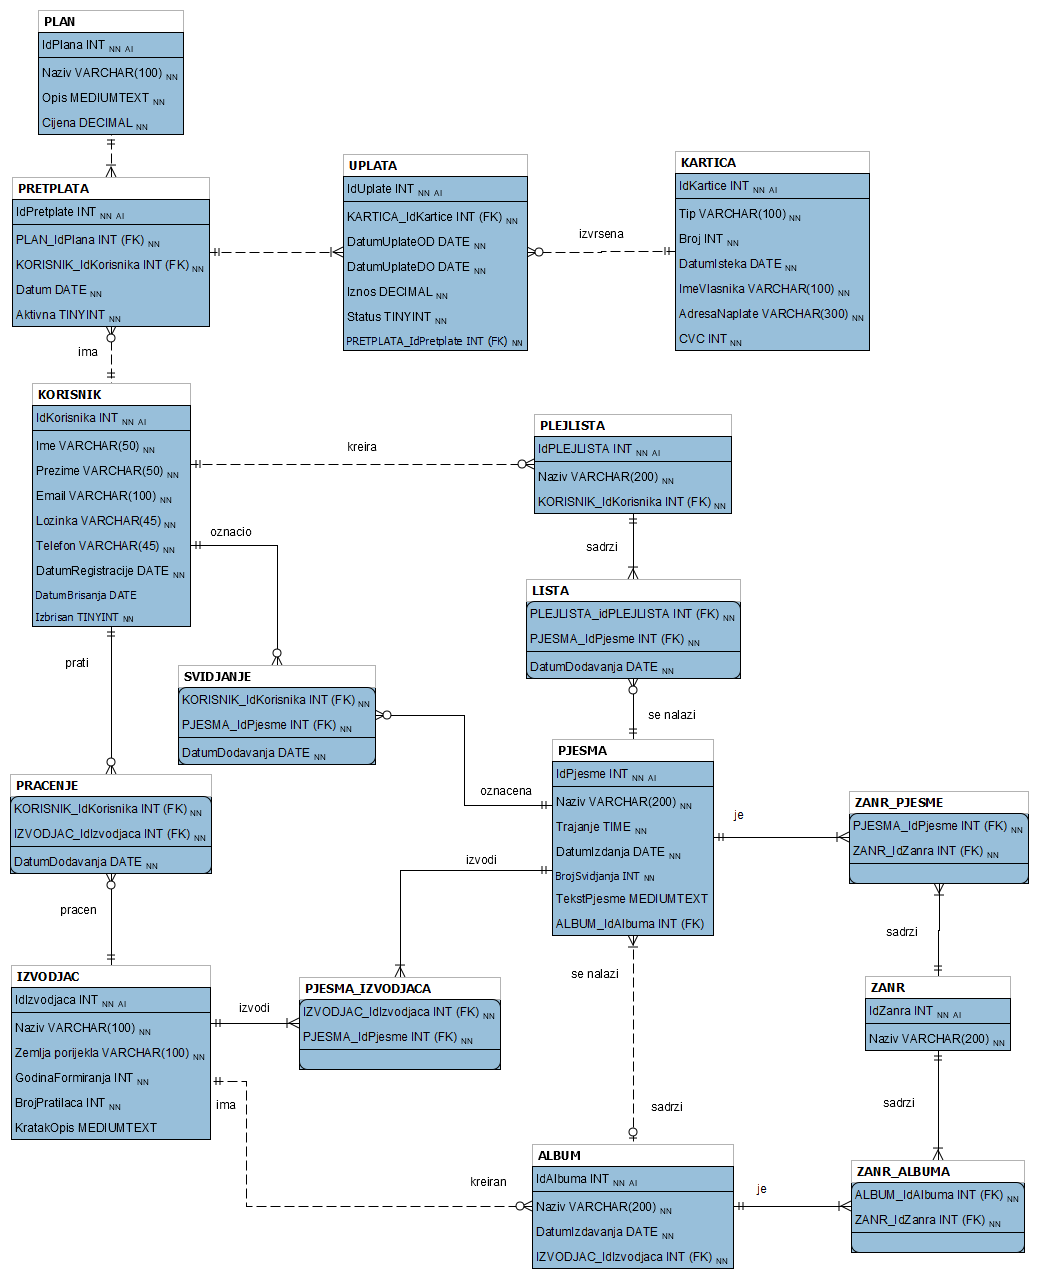 PLAN
IdPlana INT NN AI
Naziv VARCHAR(100) NN
Opis MEDIUMTEXT NN
Cijena DECIMAL NN
PRETPLATA
IdPretplate INT NN AI
PLAN_IdPlana INT (FK) NN
KORISNIK_IdKorisnika INT (FK) NN
Datum DATE NN
Aktivna TINYINT NN
UPLATA
IdUplate INT NN AI
KARTICA_IdKartice INT (FK) NN
DatumUplateOD DATE NN
DatumUplateDO DATE NN
Iznos DECIMAL NN
Status TINYINT NN
PRETPLATA_IdPretplate INT (FK) NN
izvrsena
KARTICA
IdKartice INT NN AI
Tip VARCHAR(100) NN
Broj INT NN
DatumIsteka DATE NN
ImeVlasnika VARCHAR(100) NN
AdresaNaplate VARCHAR(300) NN
CVC INT NN
ima
KORISNIK
IdKorisnika INT NN AI
Ime VARCHAR(50) NN
Prezime VARCHAR(50) NN
Email VARCHAR(100) NN
Lozinka VARCHAR(45) NN
Telefon VARCHAR(45) NN
DatumRegistracije DATE NN
DatumBrisanja DATE
Izbrisan TINYINT NN
kreira
PLEJLISTA
IdPLEJLISTA INT NN AI
Naziv VARCHAR(200) NN
KORISNIK_IdKorisnika INT (FK) NN
oznacio
sadrzi
LISTA
PLEJLISTA_idPLEJLISTA INT (FK) NN
PJESMA_IdPjesme INT (FK) NN
DatumDodavanja DATE NN
prati
SVIDJANJE
KORISNIK_IdKorisnika INT (FK) NN
PJESMA_IdPjesme INT (FK) NN
DatumDodavanja DATE NN
se nalazi
PJESMA
IdPjesme INT NN AI
Naziv VARCHAR(200) NN
Trajanje TIME NN
DatumIzdanja DATE NN
BrojSvidjanja INT NN
TekstPjesme MEDIUMTEXT
ALBUM_IdAlbuma INT (FK)
oznacena
PRACENJE
KORISNIK_IdKorisnika INT (FK) NN
IZVODJAC_IdIzvodjaca INT (FK) NN
DatumDodavanja DATE NN
je
ZANR_PJESME
PJESMA_IdPjesme INT (FK) NN
ZANR_IdZanra INT (FK) NN
izvodi
pracen
sadrzi
se nalazi
IZVODJAC
IdIzvodjaca INT NN AI
Naziv VARCHAR(100) NN
Zemlja porijekla VARCHAR(100) NN
GodinaFormiranja INT NN
BrojPratilaca INT NN
KratakOpis MEDIUMTEXT
izvodi
PJESMA_IZVODJACA
IZVODJAC_IdIzvodjaca INT (FK) NN
PJESMA_IdPjesme INT (FK) NN
ZANR
IdZanra INT NN AI
Naziv VARCHAR(200) NN
ima
sadrzi
sadrzi
kreiran
ALBUM
IdAlbuma INT NN AI
Naziv VARCHAR(200) NN
DatumIzdavanja DATE NN
IZVODJAC_IdIzvodjaca INT (FK) NN
je
ZANR_ALBUMA
ALBUM_IdAlbuma INT (FK) NN
ZANR_IdZanra INT (FK) NN